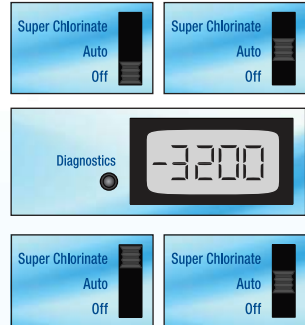 Super Chlorinate
Auto
Off
Super Chlorinate
Auto
Off
Diagnostics
-3200
Super Chlorinate
Auto
Off
Super Chlorinate
Auto
Off